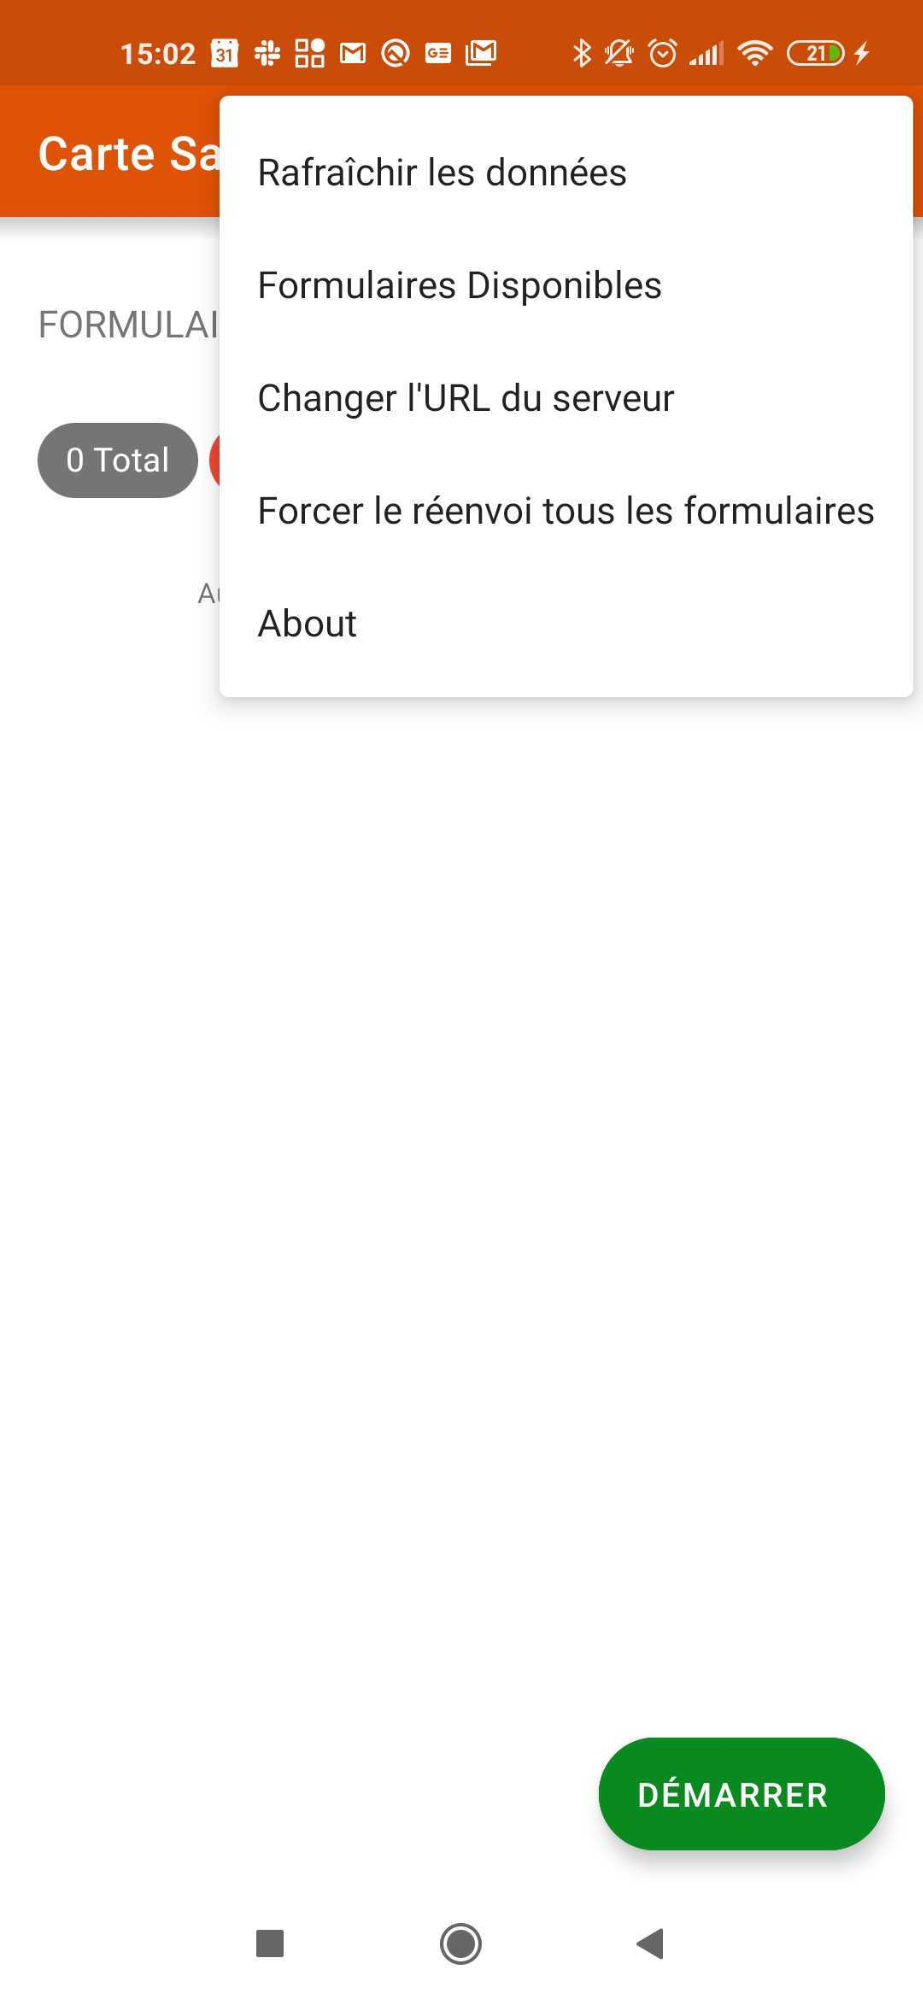 15:02 31 GE 21
Carte Sa
Rafraîchir les données
Formulaires Disponibles
FORMULAI
Changer l'URL du serveur
0 Total
Forcer le réenvoi tous les formulaires
About
DÉMARRER